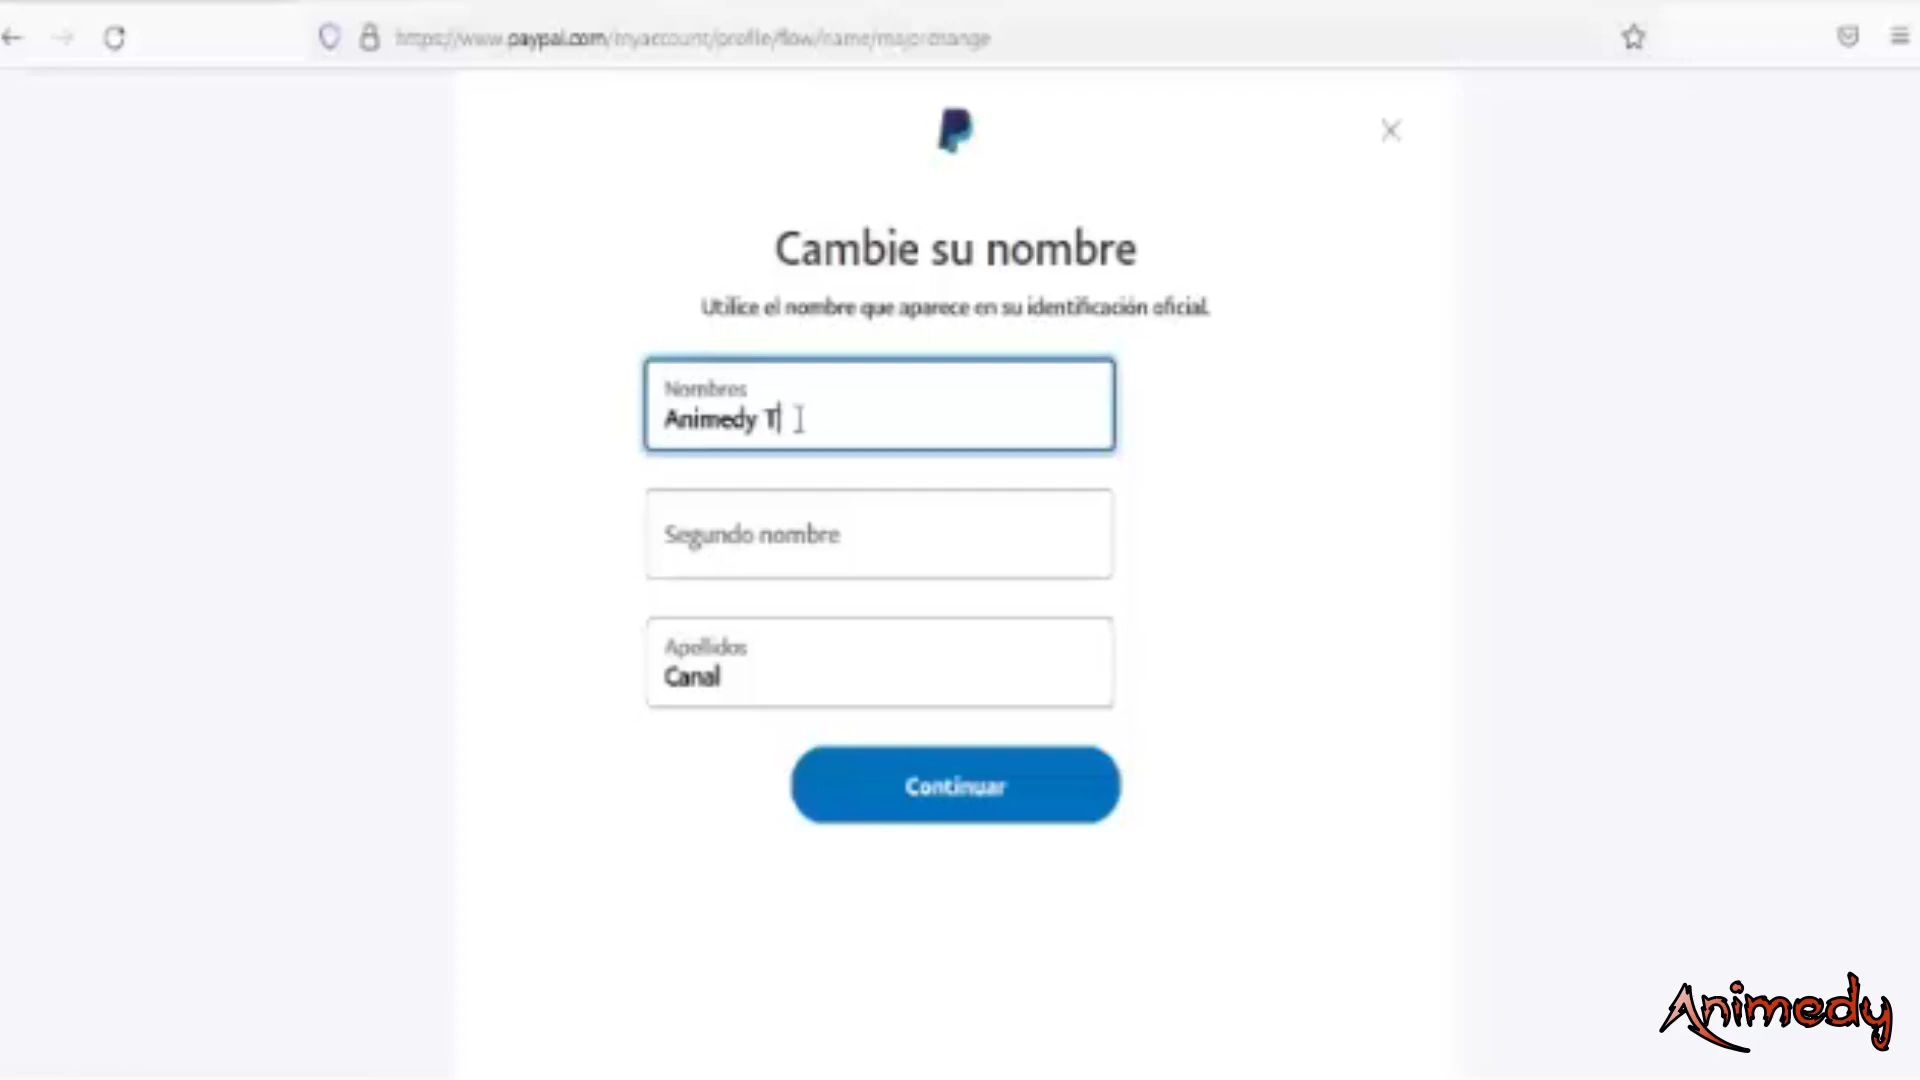 https://www.paypal.com/myaccount/profile/flow/name/majorchange
Cambie su nombre
Utilice el nombre que aparece en su identificación oficial.
Nombres
Animedy T
Segundo nombre
Apellidos
Canal
Continuar
Animedy